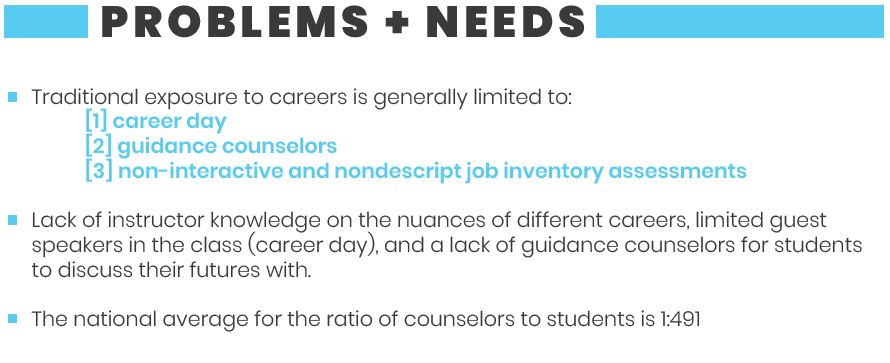 PROBLEMS + NEEDS
Traditional exposure to careers is generally limited to:
[1] career day
[2] guidance counselors
[3] non-interactive and nondescript job inventory assessments
Lack of instructor knowledge on the nuances of different careers, limited guest
speakers in the class (career day), and a lack of guidance counselors for students
to discuss their futures with.
The national average for the ratio of counselors to students is 1:491